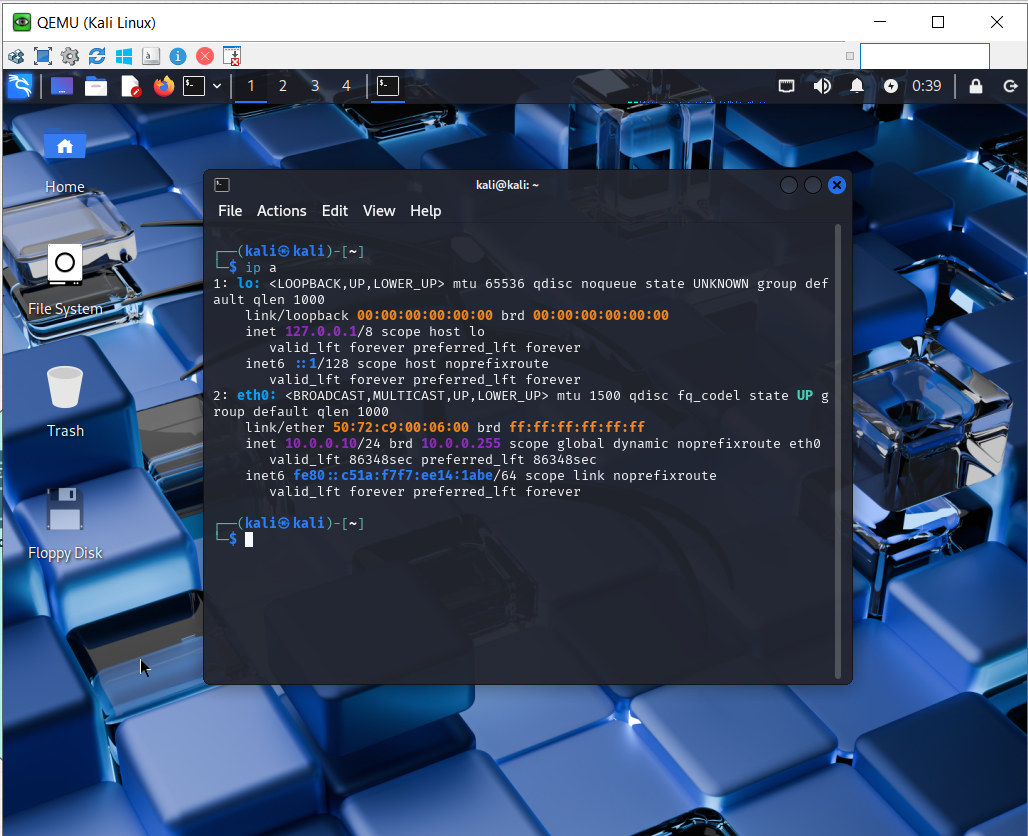 QEMU (Kali Linux)
1 2 3 4 0:39
Home
File System
Trash
Floppy Disk
kali@kali: ~
File Actions Edit View Help
┌──(kali㉿kali)-[~]
└─$ ip a
1: lo: <LOOPBACK,UP,LOWER_UP> mtu 65536 qdisc noqueue state UNKNOWN group def
ault qlen 1000
    link/loopback 00:00:00:00:00:00 brd 00:00:00:00:00:00
    inet 127.0.0.1/8 scope host lo
       valid_lft forever preferred_lft forever
    inet6 ::1/128 scope host noprefixroute
       valid_lft forever preferred_lft forever
2: eth0: <BROADCAST,MULTICAST,UP,LOWER_UP> mtu 1500 qdisc fq_codel state UP g
roup default qlen 1000
    link/ether 50:72:c9:00:06:00 brd ff:ff:ff:ff:ff:ff
    inet 10.0.0.10/24 brd 10.0.0.255 scope global dynamic noprefixroute eth0
       valid_lft 86348sec preferred_lft 86348sec
    inet6 fe80::c51a:f7f7:ee14:1abe/64 scope link noprefixroute
       valid_lft forever preferred_lft forever
┌──(kali㉿kali)-[~]
└─$